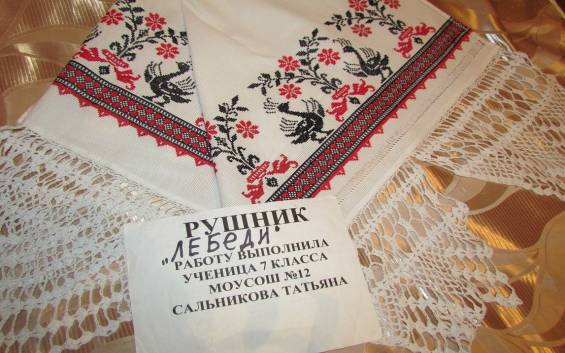 РУШНИК
"ЛЕБЕДИ"
РАБОТУ ВЫПОЛНИЛА
УЧЕНИЦА 7 КЛАССА
МОУСОШ №12
САЛЬНИКОВА ТАТЬЯНА